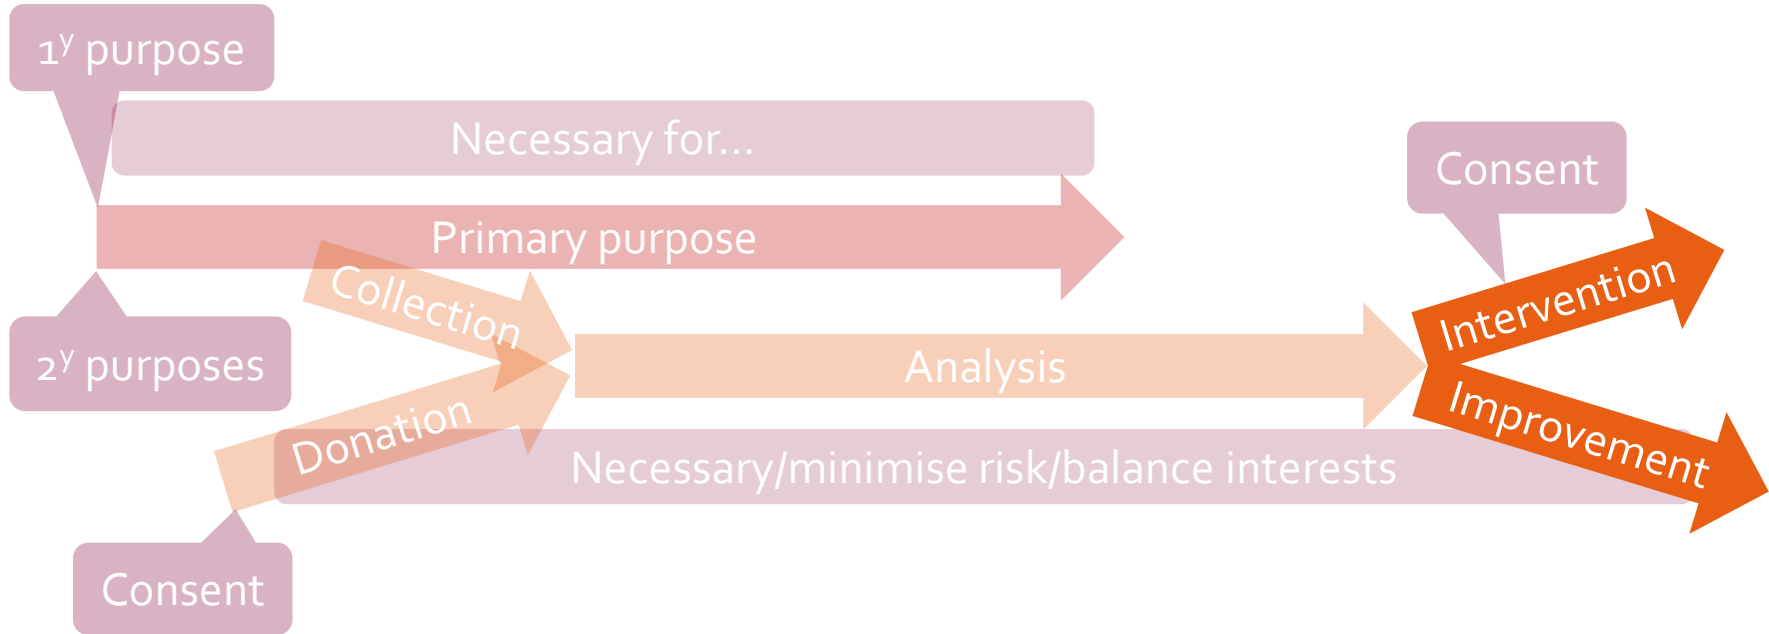 1ʸ purpose
Necessary for...
Consent
Primary purpose
Collection
Intervention
2ʸ purposes
Analysis
Donation
Improvement
Necessary/minimise risk/balance interests
Consent